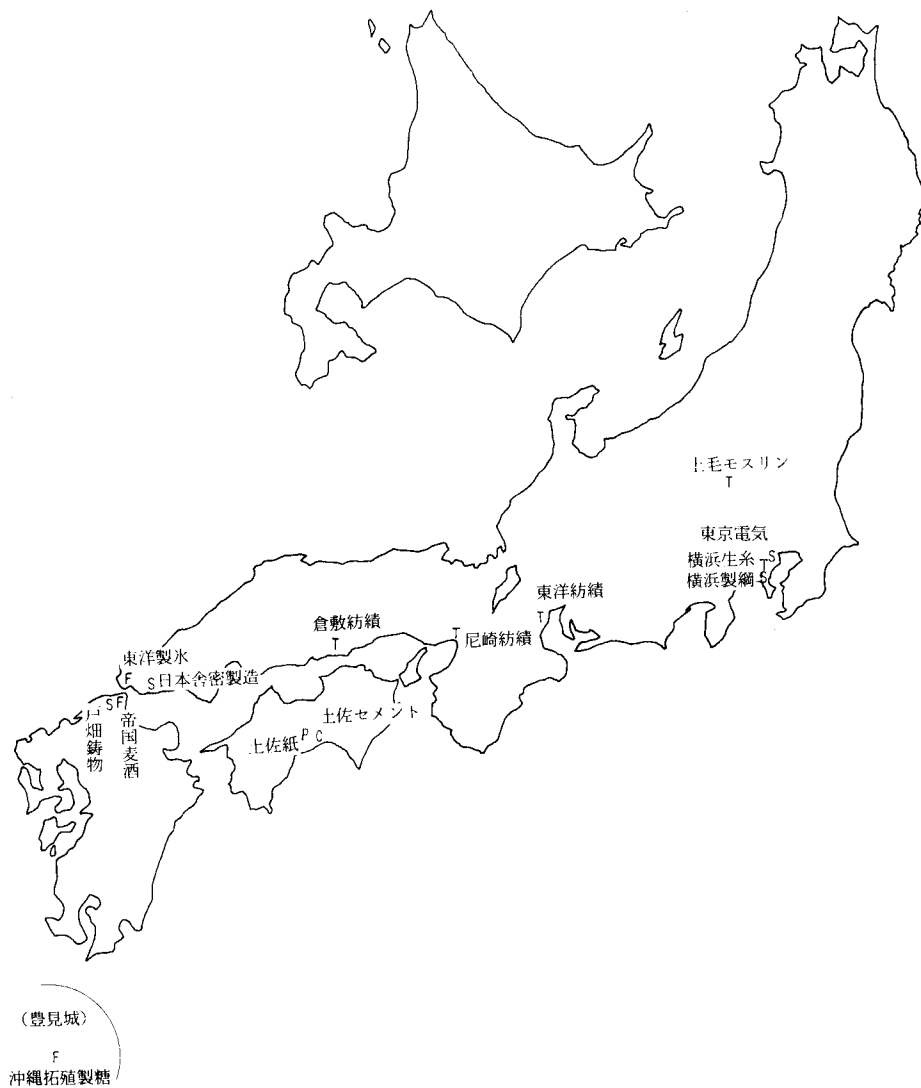 上毛モスリン
T
東京電気
S
横浜生糸
T
横浜製綱
S
東洋紡績
T
倉敷紡績
T
T
尼崎紡績
東洋製氷
F
S日本舎密製造
S F
戸畑鋳物
帝国麦酒
土佐セメント
土佐紙
P C
(豊見城)
F
沖縄拓殖製糖